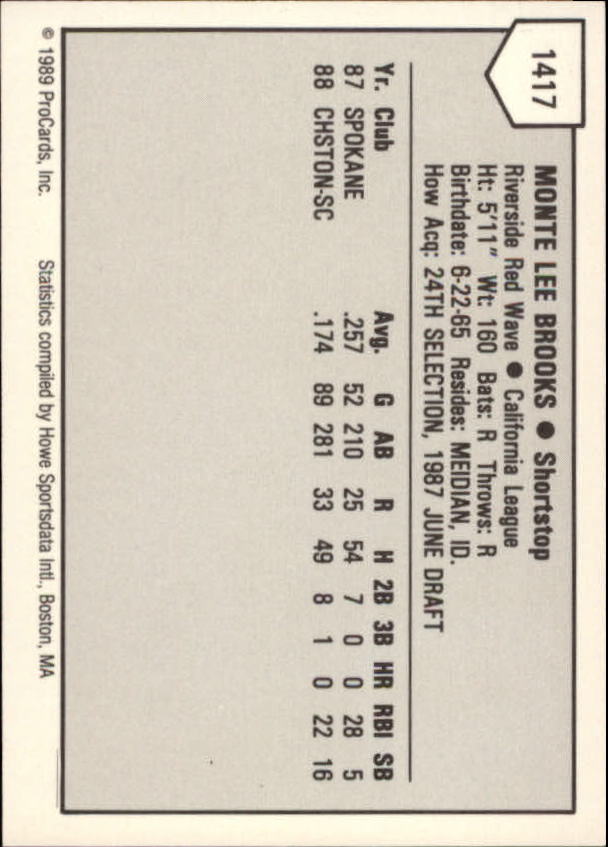 1417
MONTE LEE BROOKS ● Shortstop
Riverside Red Wave ● California League
Ht: 5'11" Wt: 160 Bats: R Throws: R
Birthdate: 6-22-65 Resides: MEIDIAN, ID.
How Acq: 24TH SELECTION, 1987 JUNE DRAFT
Yr. Club Avg. G AB R H 2B 3B HR RBI SB
87 SPOKANE .257 52 210 25 54 7 0 0 28 5
88 CHSTON-SC .174 89 281 33 49 8 1 0 22 16
© 1989 ProCards, Inc. Statistics compiled by Howe Sportsdata Intl., Boston, MA